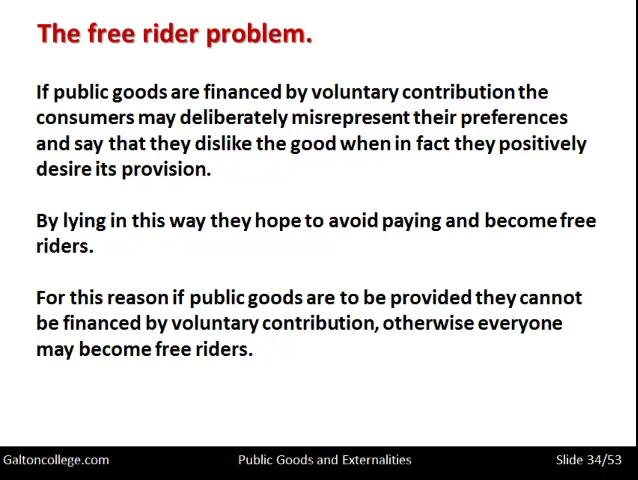 The free rider problem.
If public goods are financed by voluntary contribution the
consumers may deliberately misrepresent their preferences
and say that they dislike the good when in fact they positively
desire its provision.
By lying in this way they hope to avoid paying and become free
riders.
For this reason if public goods are to be provided they cannot
be financed by voluntary contribution, otherwise everyone
may become free riders.
Galtoncollege.com Public Goods and Externalities Slide 34/53